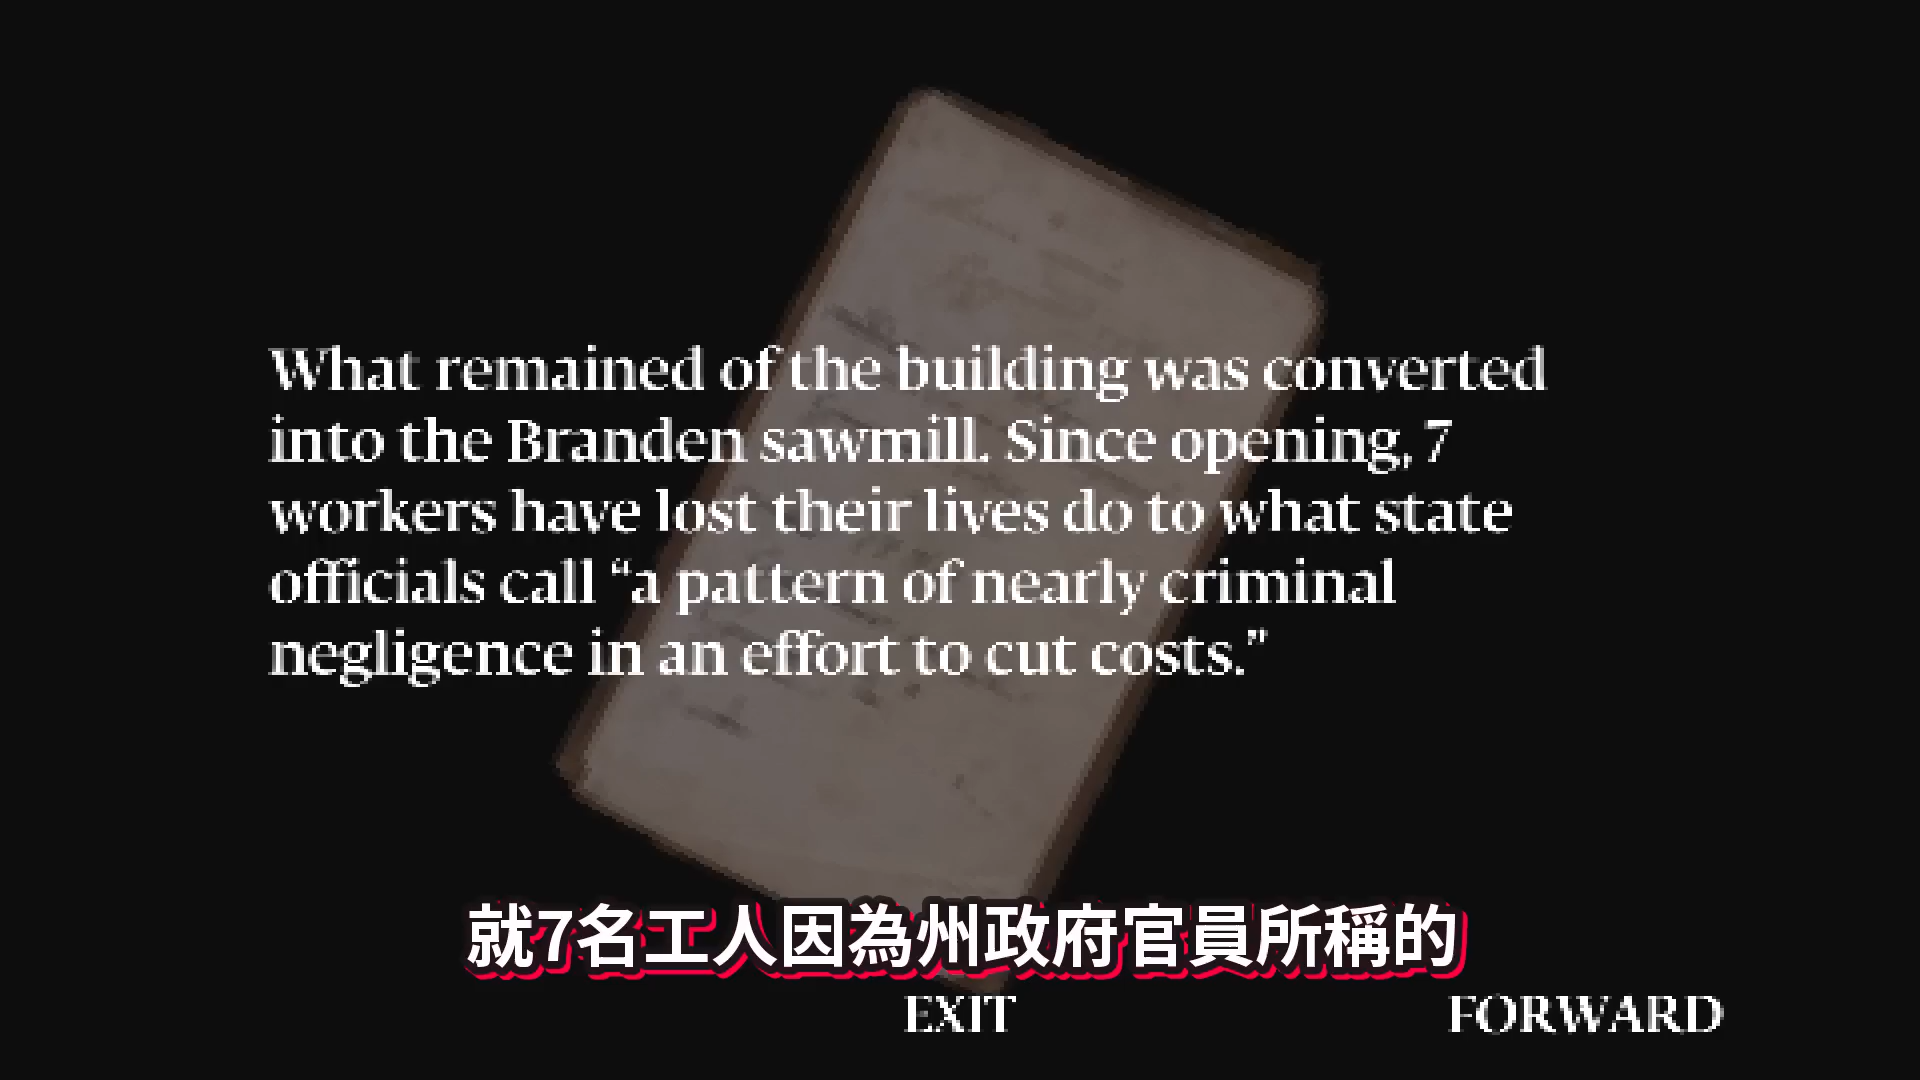 What remained of the building was converted
into the Branden sawmill. Since opening, 7
workers have lost their lives do to what state
officials call “a pattern of nearly criminal
negligence in an effort to cut costs.”
就7名工人因為州政府官員所稱的
EXIT
FORWARD